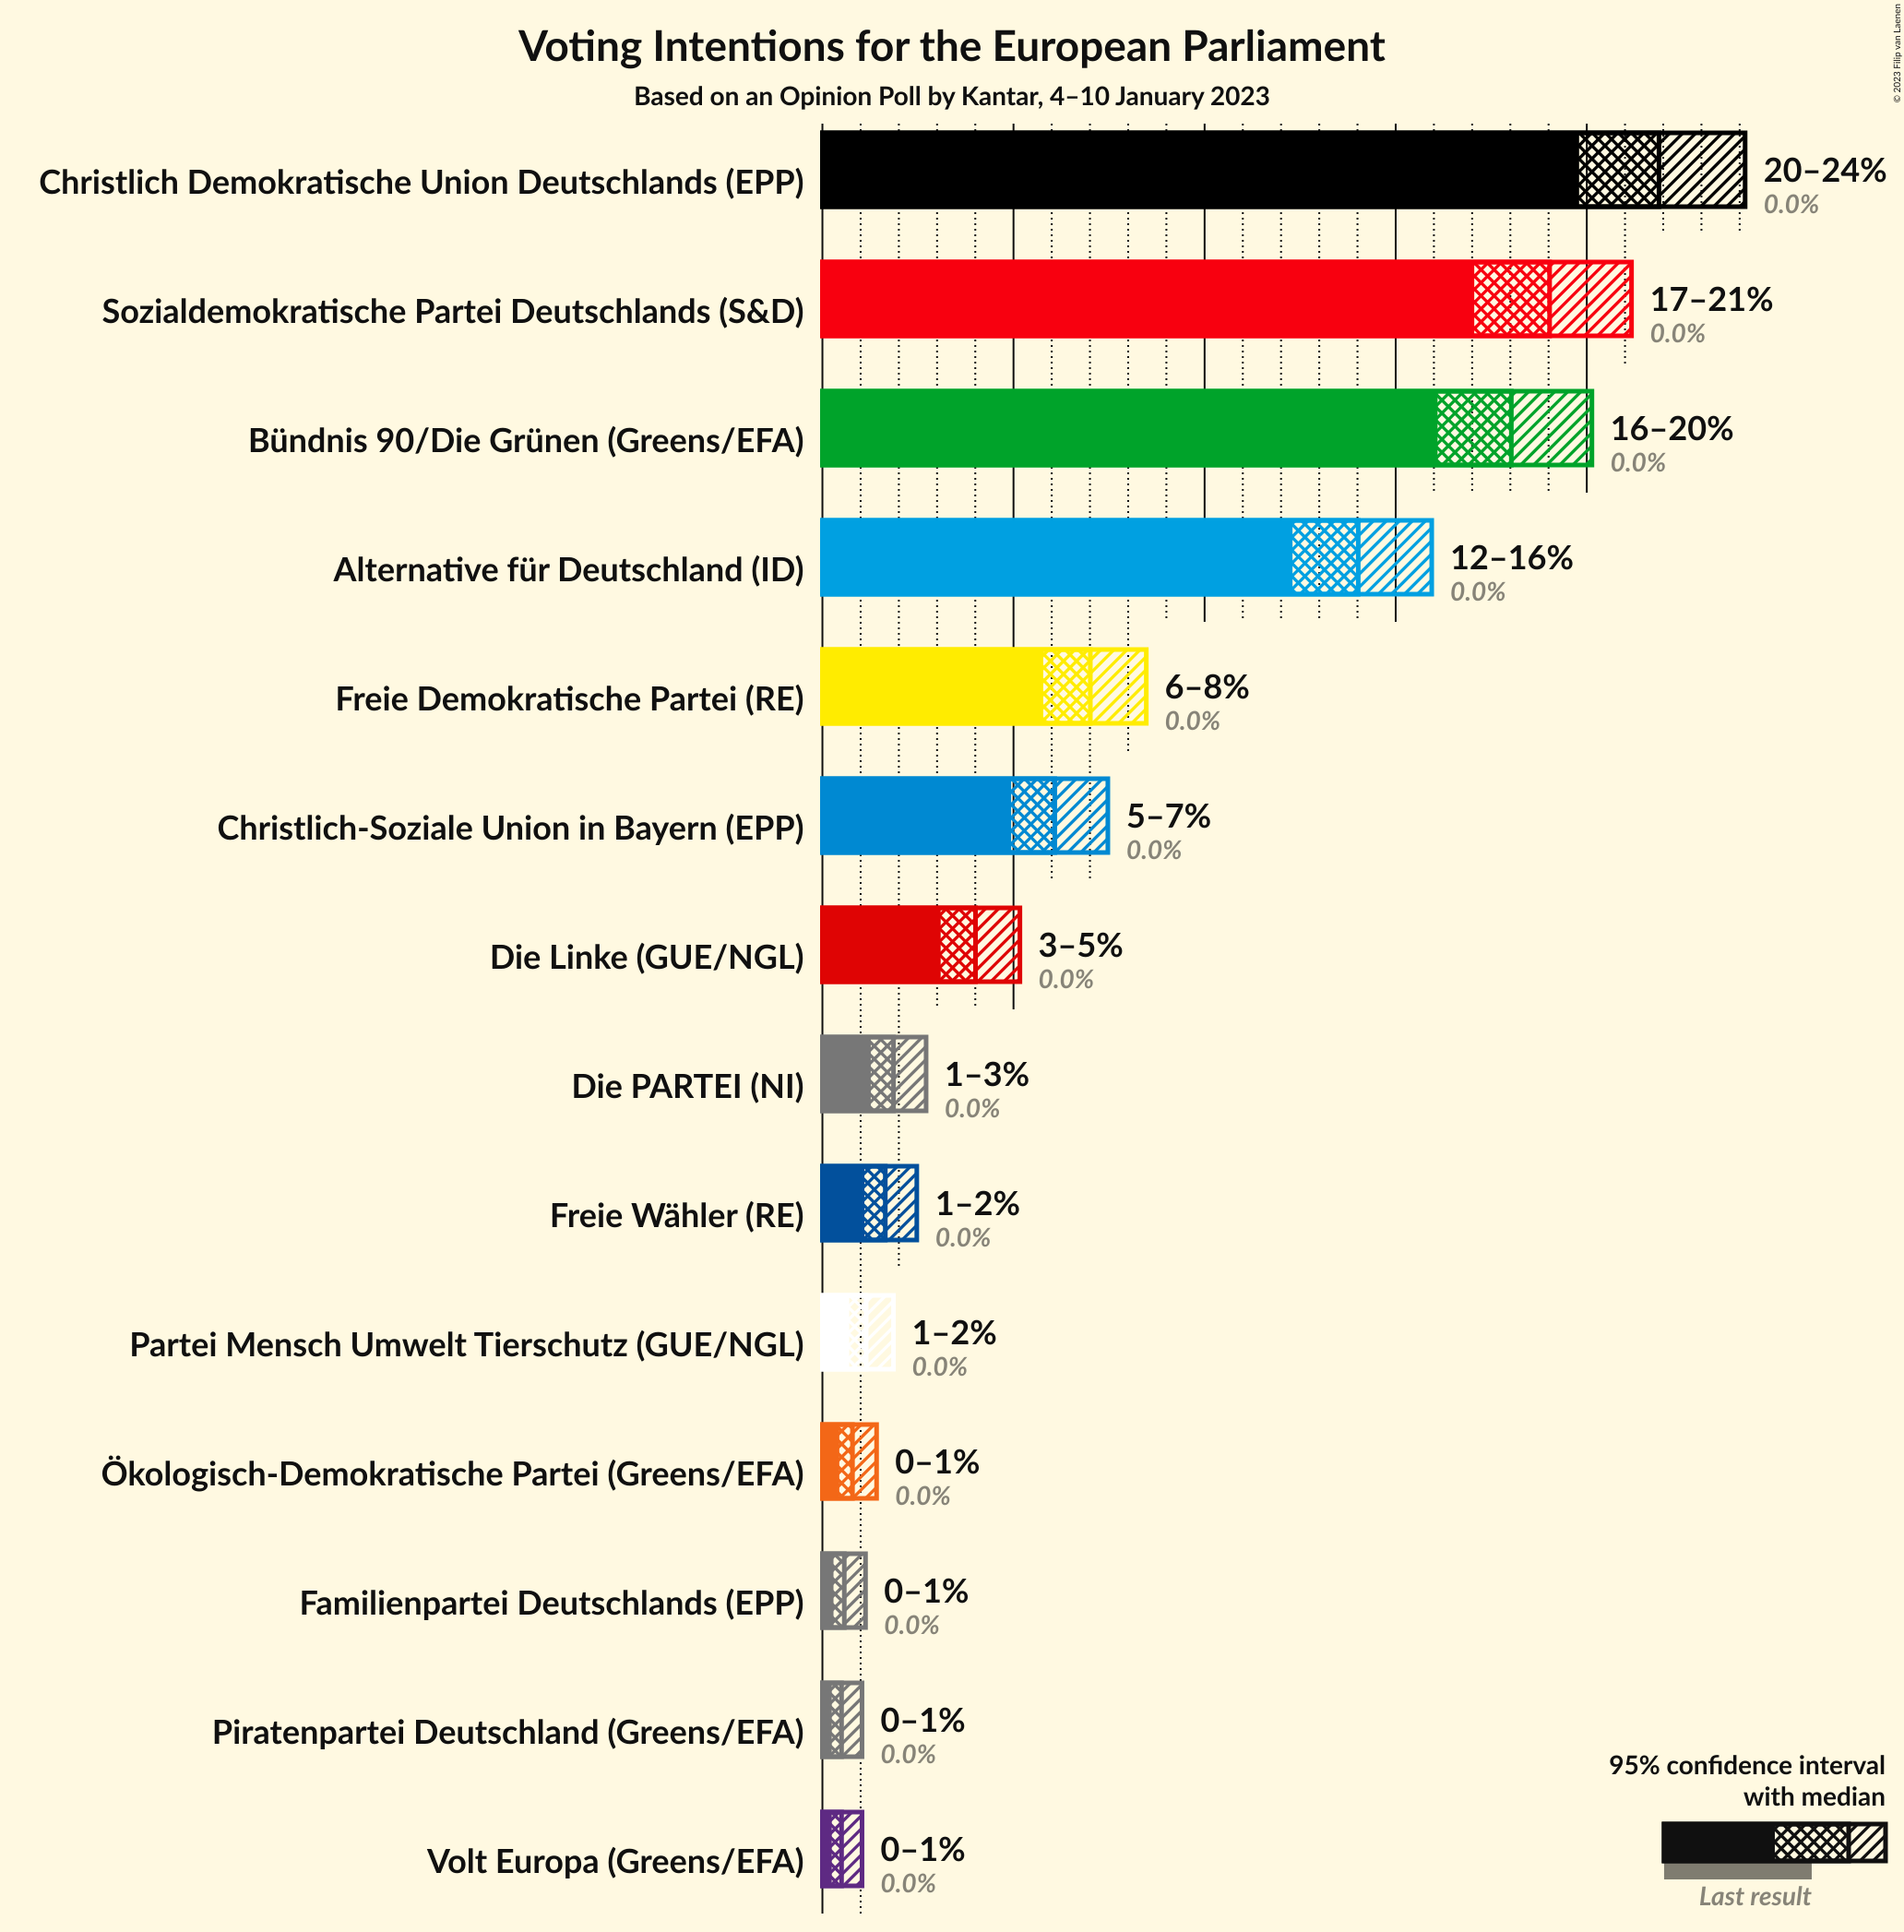 Voting Intentions for the European Parliament
Based on an Opinion Poll by Kantar, 4–10 January 2023
© 2023 Filip van Laenen
Christlich Demokratische Union Deutschlands (EPP)
20–24%
0.0%
Sozialdemokratische Partei Deutschlands (S&D)
17–21%
0.0%
Bündnis 90/Die Grünen (Greens/EFA)
16–20%
0.0%
Alternative für Deutschland (ID)
12–16%
0.0%
Freie Demokratische Partei (RE)
6–8%
0.0%
Christlich-Soziale Union in Bayern (EPP)
5–7%
0.0%
Die Linke (GUE/NGL)
3–5%
0.0%
Die PARTEI (NI)
1–3%
0.0%
Freie Wähler (RE)
1–2%
0.0%
Partei Mensch Umwelt Tierschutz (GUE/NGL)
1–2%
0.0%
Ökologisch-Demokratische Partei (Greens/EFA)
0–1%
0.0%
Familienpartei Deutschlands (EPP)
0–1%
0.0%
Piratenpartei Deutschland (Greens/EFA)
0–1%
0.0%
Volt Europa (Greens/EFA)
0–1%
0.0%
95% confidence interval
with median
Last result